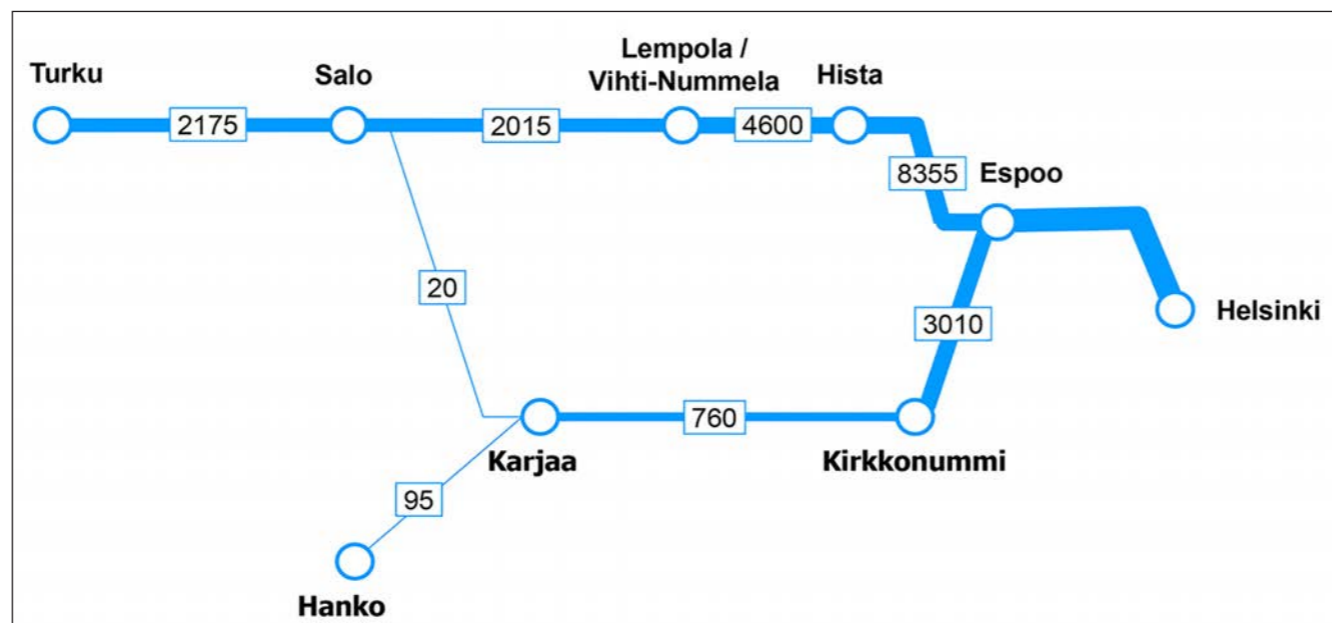 Lempola /
Vihti-Nummela
Turku
Salo
Hista
2175
2015
4600
8355
Espoo
20
Helsinki
3010
760
Karjaa
Kirkkonummi
95
Hanko